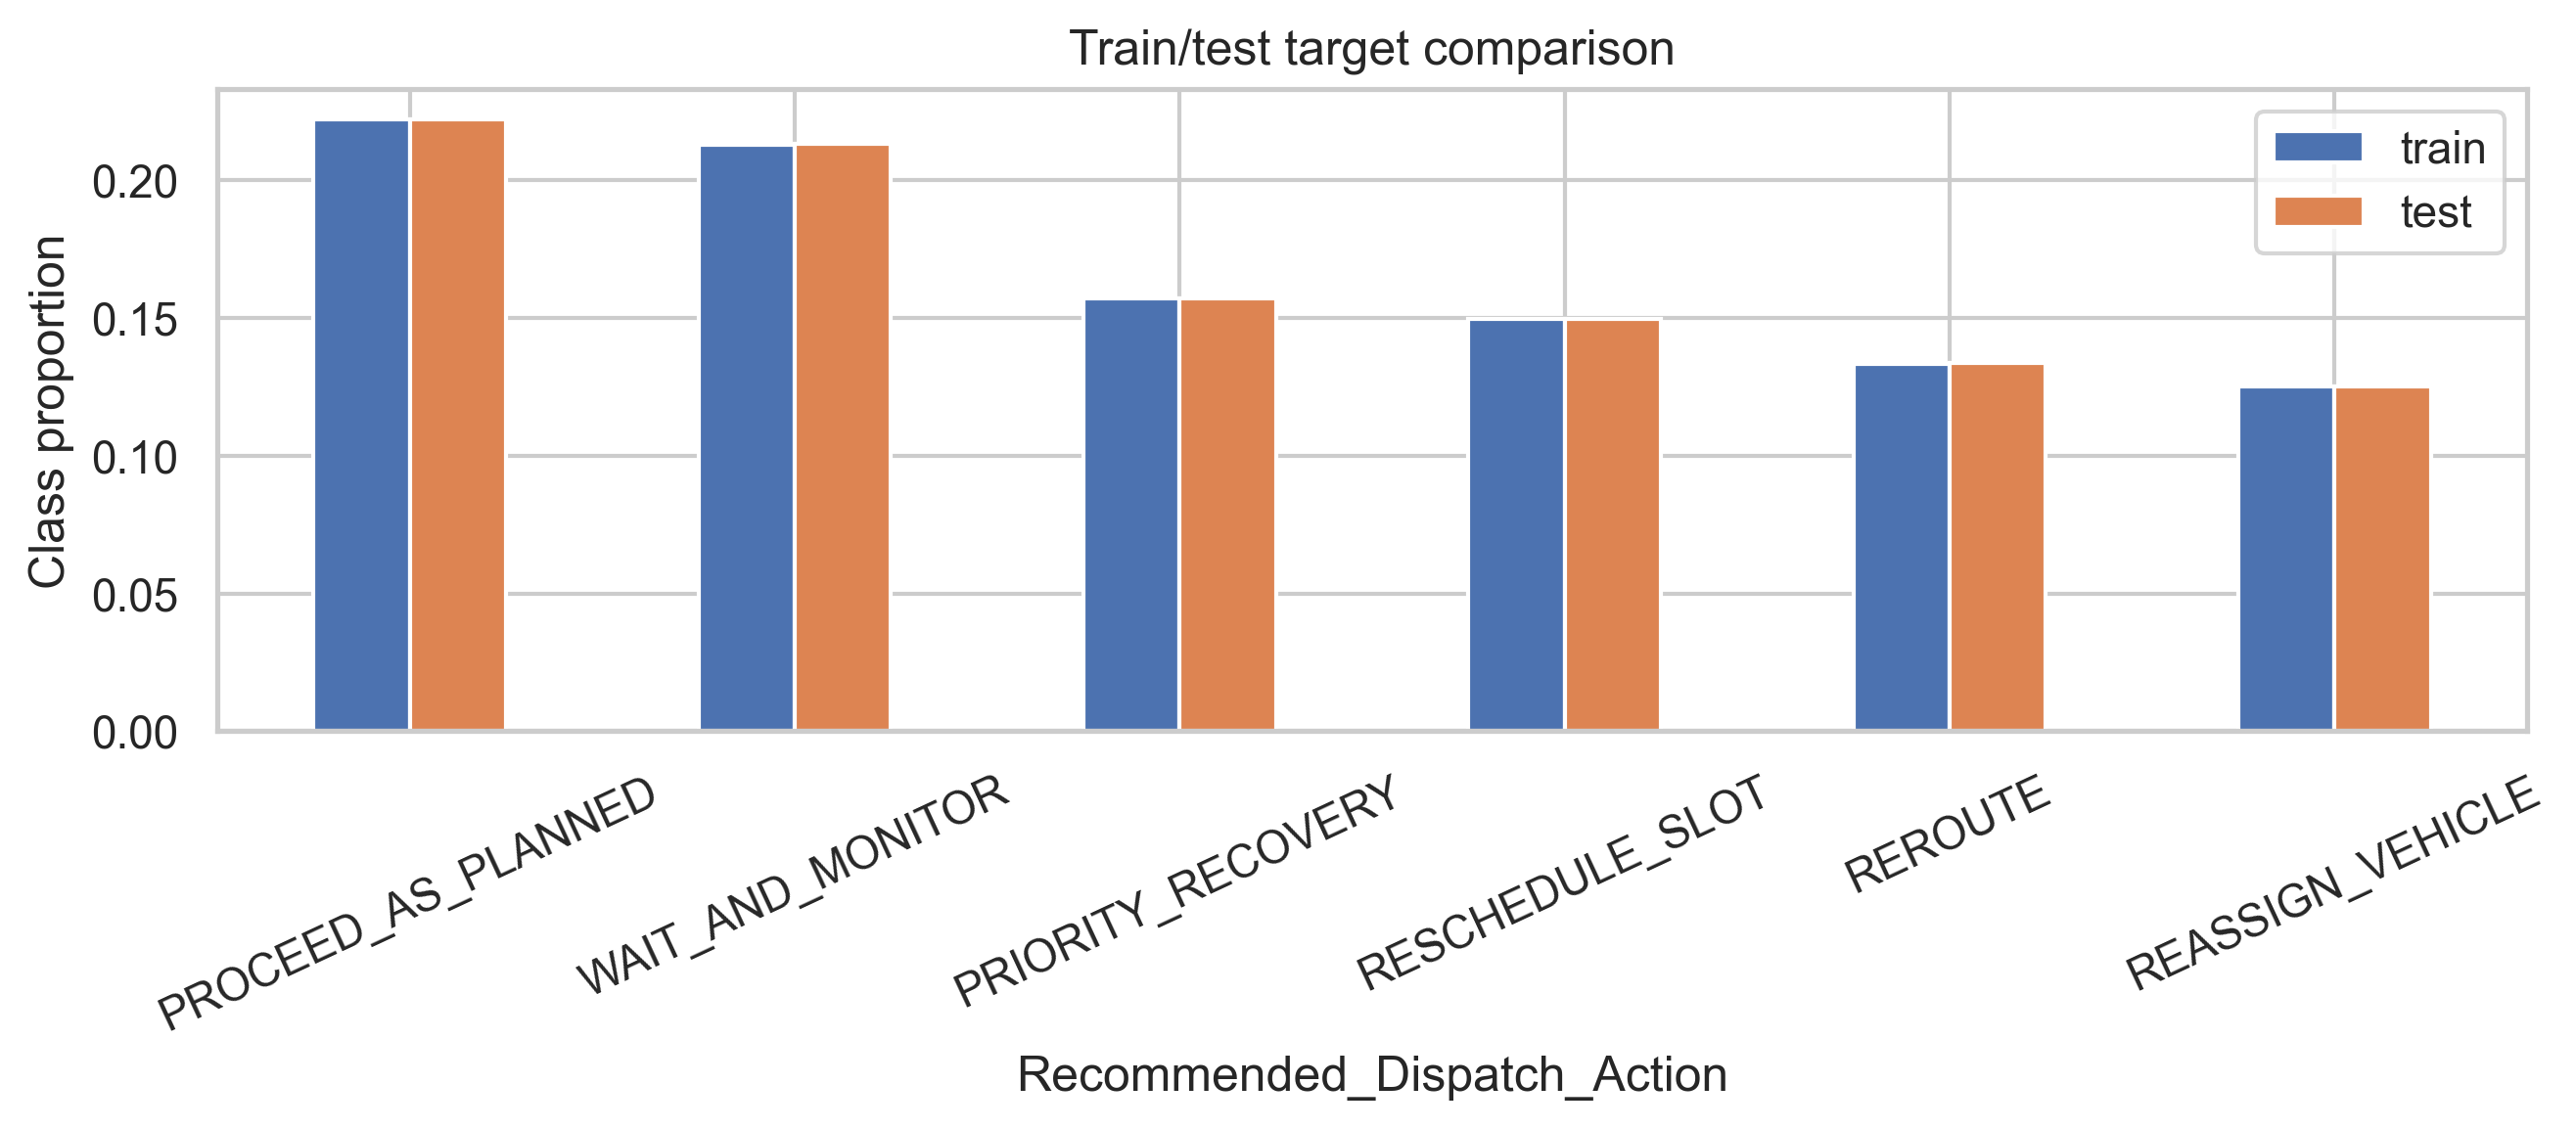 Train/test target comparison
train
test
Class proportion
0.20
0.15
0.10
0.05
0.00
PROCEED_AS_PLANNED
WAIT_AND_MONITOR
PRIORITY_RECOVERY
RESCHEDULE_SLOT
REROUTE
REASSIGN_VEHICLE
Recommended_Dispatch_Action